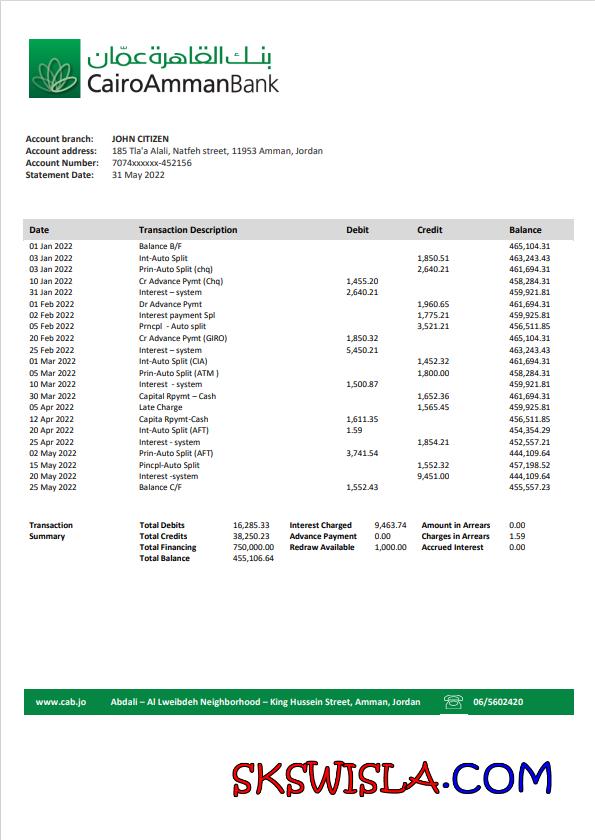 بنك القاهرة عمّان
CairoAmmanBank
Account branch: JOHN CITIZEN
Account address: 185 Tla'a Alali, Natfeh street, 11953 Amman, Jordan
Account Number: 7074xxxxxx-452156
Statement Date: 31 May 2022
Date Transaction Description Debit Credit Balance
01 Jan 2022 Balance B/F 465,104.31
03 Jan 2022 Int-Auto Split 1,850.51 463,243.43
03 Jan 2022 Prin-Auto Split (chq) 2,640.21 461,694.31
10 Jan 2022 Cr Advance Pymt (Chq) 1,455.20 458,284.31
31 Jan 2022 Interest – system 2,640.21 459,921.81
01 Feb 2022 Dr Advance Pymt 1,960.65 461,694.31
02 Feb 2022 Interest payment Spl 1,775.21 459,925.81
05 Feb 2022 Prncpl - Auto split 3,521.21 456,511.85
20 Feb 2022 Cr Advance Pymt (GIRO) 1,850.32 465,104.31
25 Feb 2022 Interest – system 5,450.21 463,243.43
01 Mar 2022 Int-Auto Split (CIA) 1,452.32 461,694.31
05 Mar 2022 Prin-Auto Split (ATM ) 1,800.00 458,284.31
10 Mar 2022 Interest - system 1,500.87 459,921.81
30 Mar 2022 Capital Rpymt – Cash 1,652.36 461,694.31
05 Apr 2022 Late Charge 1,565.45 459,925.81
12 Apr 2022 Capita Rpymt-Cash 1,611.35 456,511.85
20 Apr 2022 Int-Auto Split (AFT) 1.59 454,354.29
25 Apr 2022 Interest - system 1,854.21 452,557.21
02 May 2022 Prin-Auto Split (AFT) 3,741.54 444,109.64
15 May 2022 Pincpl-Auto Split 1,552.32 457,198.52
20 May 2022 Interest -system 9,451.00 444,109.64
25 May 2022 Balance C/F 1,552.43 455,557.23
Transaction Total Debits 16,285.33 Interest Charged 9,463.74 Amount in Arrears 0.00
Summary Total Credits 38,250.23 Advance Payment 0.00 Charges in Arrears 1.59
Total Financing 750,000.00 Redraw Available 1,000.00 Accrued Interest 0.00
Total Balance 455,106.64
www.cab.jo Abdali – Al Lweibdeh Neighborhood – King Hussein Street, Amman, Jordan 06/5602420
SKSWISLA.COM